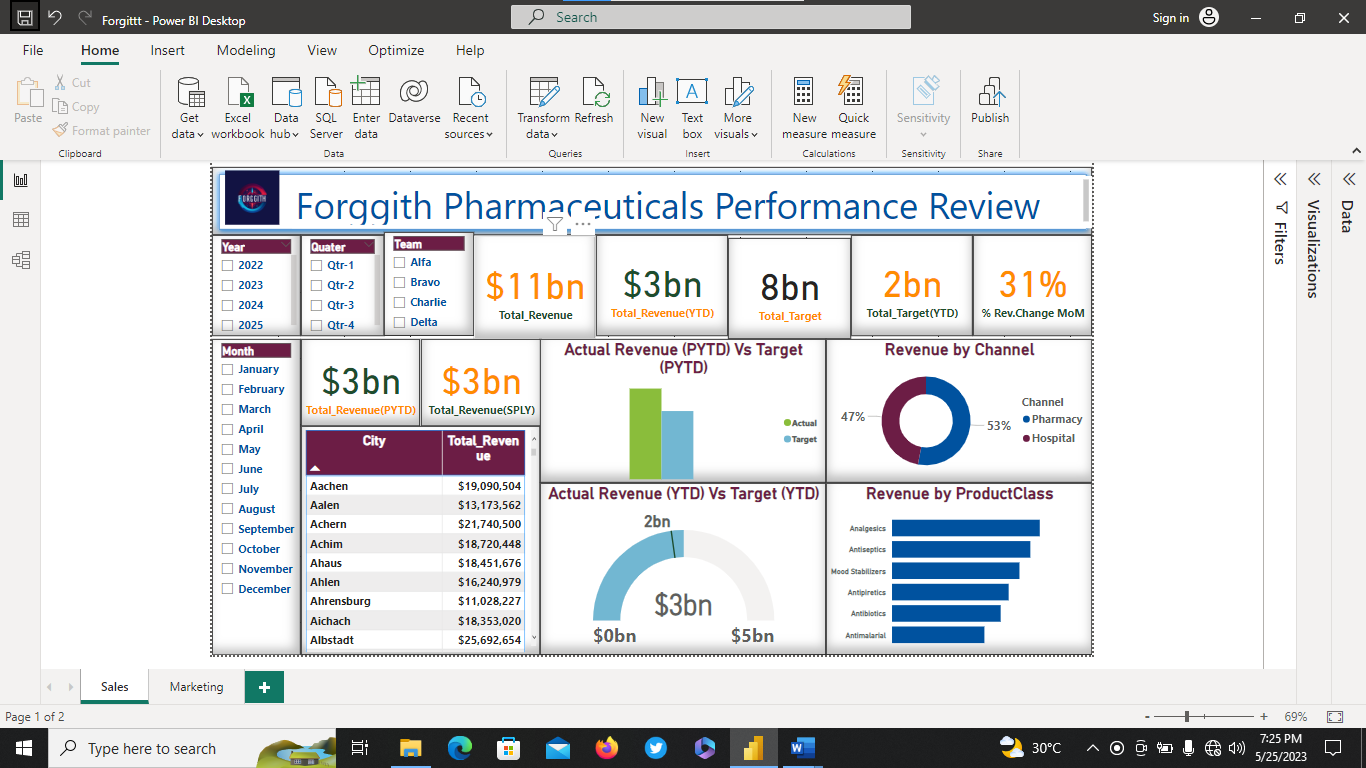 Forgittt - Power BI Desktop
Search
Sign in
File Home Insert Modeling View Optimize Help
Paste
Cut
Copy
Format painter
Clipboard
Get data
Excel workbook
Data hub
SQL Server
Enter data
Dataverse
Recent sources
Data
Transform data
Refresh
Queries
New visual
Text box
More visuals
Insert
New measure
Quick measure
Calculations
Sensitivity
Sensitivity
Publish
Share
FORGGITH
Forggith Pharmaceuticals Performance Review
Year
2022
2023
2024
2025
Quater
Qtr-1
Qtr-2
Qtr-3
Qtr-4
Team
Alfa
Bravo
Charlie
Delta
$11bn
Total_Revenue
$3bn
Total_Revenue(YTD)
8bn
Total_Target
2bn
Total_Target(YTD)
31%
% Rev.Change MoM
Month
January
February
March
April
May
June
July
August
September
October
November
December
$3bn
Total_Revenue(PYTD)
$3bn
Total_Revenue(SPLY)
City Total_Reven
ue
Aachen $19,090,504
Aalen $13,173,562
Achern $21,740,500
Achim $18,720,448
Ahaus $18,451,676
Ahlen $16,240,979
Ahrensburg $11,028,227
Aichach $18,353,020
Albstadt $25,692,654
Actual Revenue (PYTD) Vs Target
(PYTD)
Actual
Target
Revenue by Channel
47%
53%
Channel
Pharmacy
Hospital
Actual Revenue (YTD) Vs Target (YTD)
2bn
$3bn
$0bn $5bn
Revenue by ProductClass
Analgesics
Antiseptics
Mood Stabilizers
Antipiretics
Antibiotics
Antimalarial
Filters
Visualizations
Data
Sales Marketing
Page 1 of 2
- + 69%
Type here to search
30°C
7:25 PM
5/25/2023